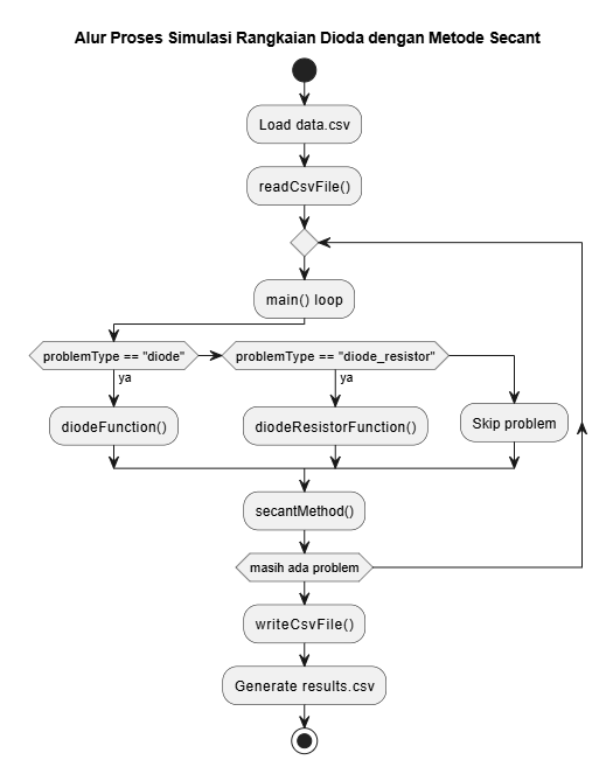 Alur Proses Simulasi Rangkaian Dioda dengan Metode Secant
Load data.csv
readCsvFile()
main() loop
problemType == "diode"
problemType == "diode_resistor"
ya
ya
diodeFunction()
diodeResistorFunction()
Skip problem
secantMethod()
masih ada problem
writeCsvFile()
Generate results.csv